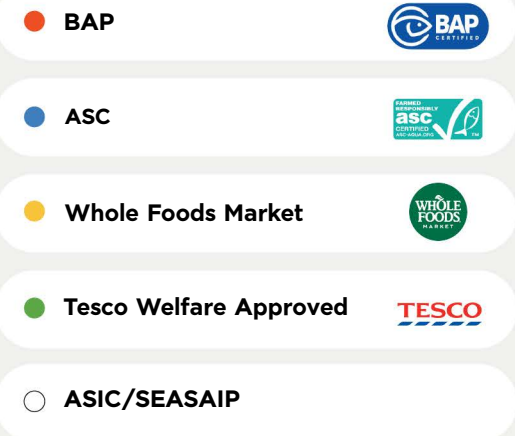 BAP
BAP
CERTIFIED
ASC
FARMED
RESPONSIBLY
asc
CERTIFIED
ASC-AQUA.ORG
TM
Whole Foods Market
WHOLE
FOODS
MARKET
Tesco Welfare Approved
TESCO
ASIC/SEASAIP